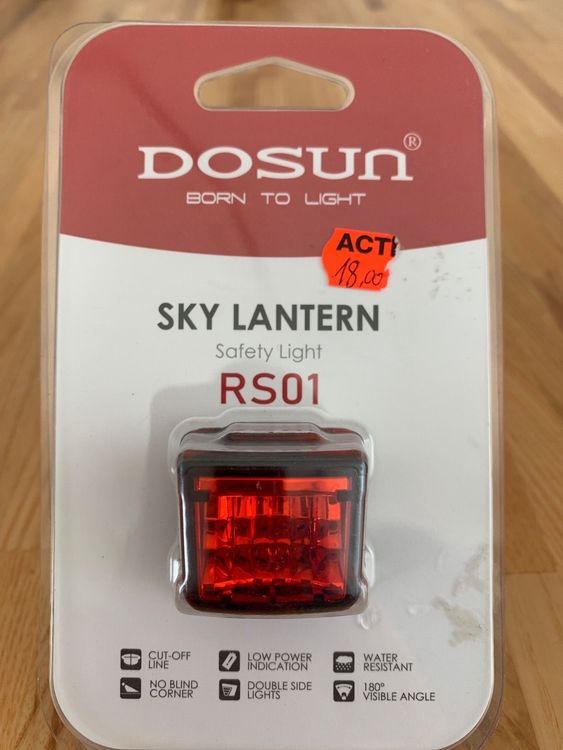 DOSUN®
BORN TO LIGHT
18,00
SKY LANTERN
Safety Light
RS01
CUT-OFF
LINE
LOW POWER
INDICATION
WATER
RESISTANT
NO BLIND
CORNER
DOUBLE SIDE
LIGHTS
180°
VISIBLE ANGLE